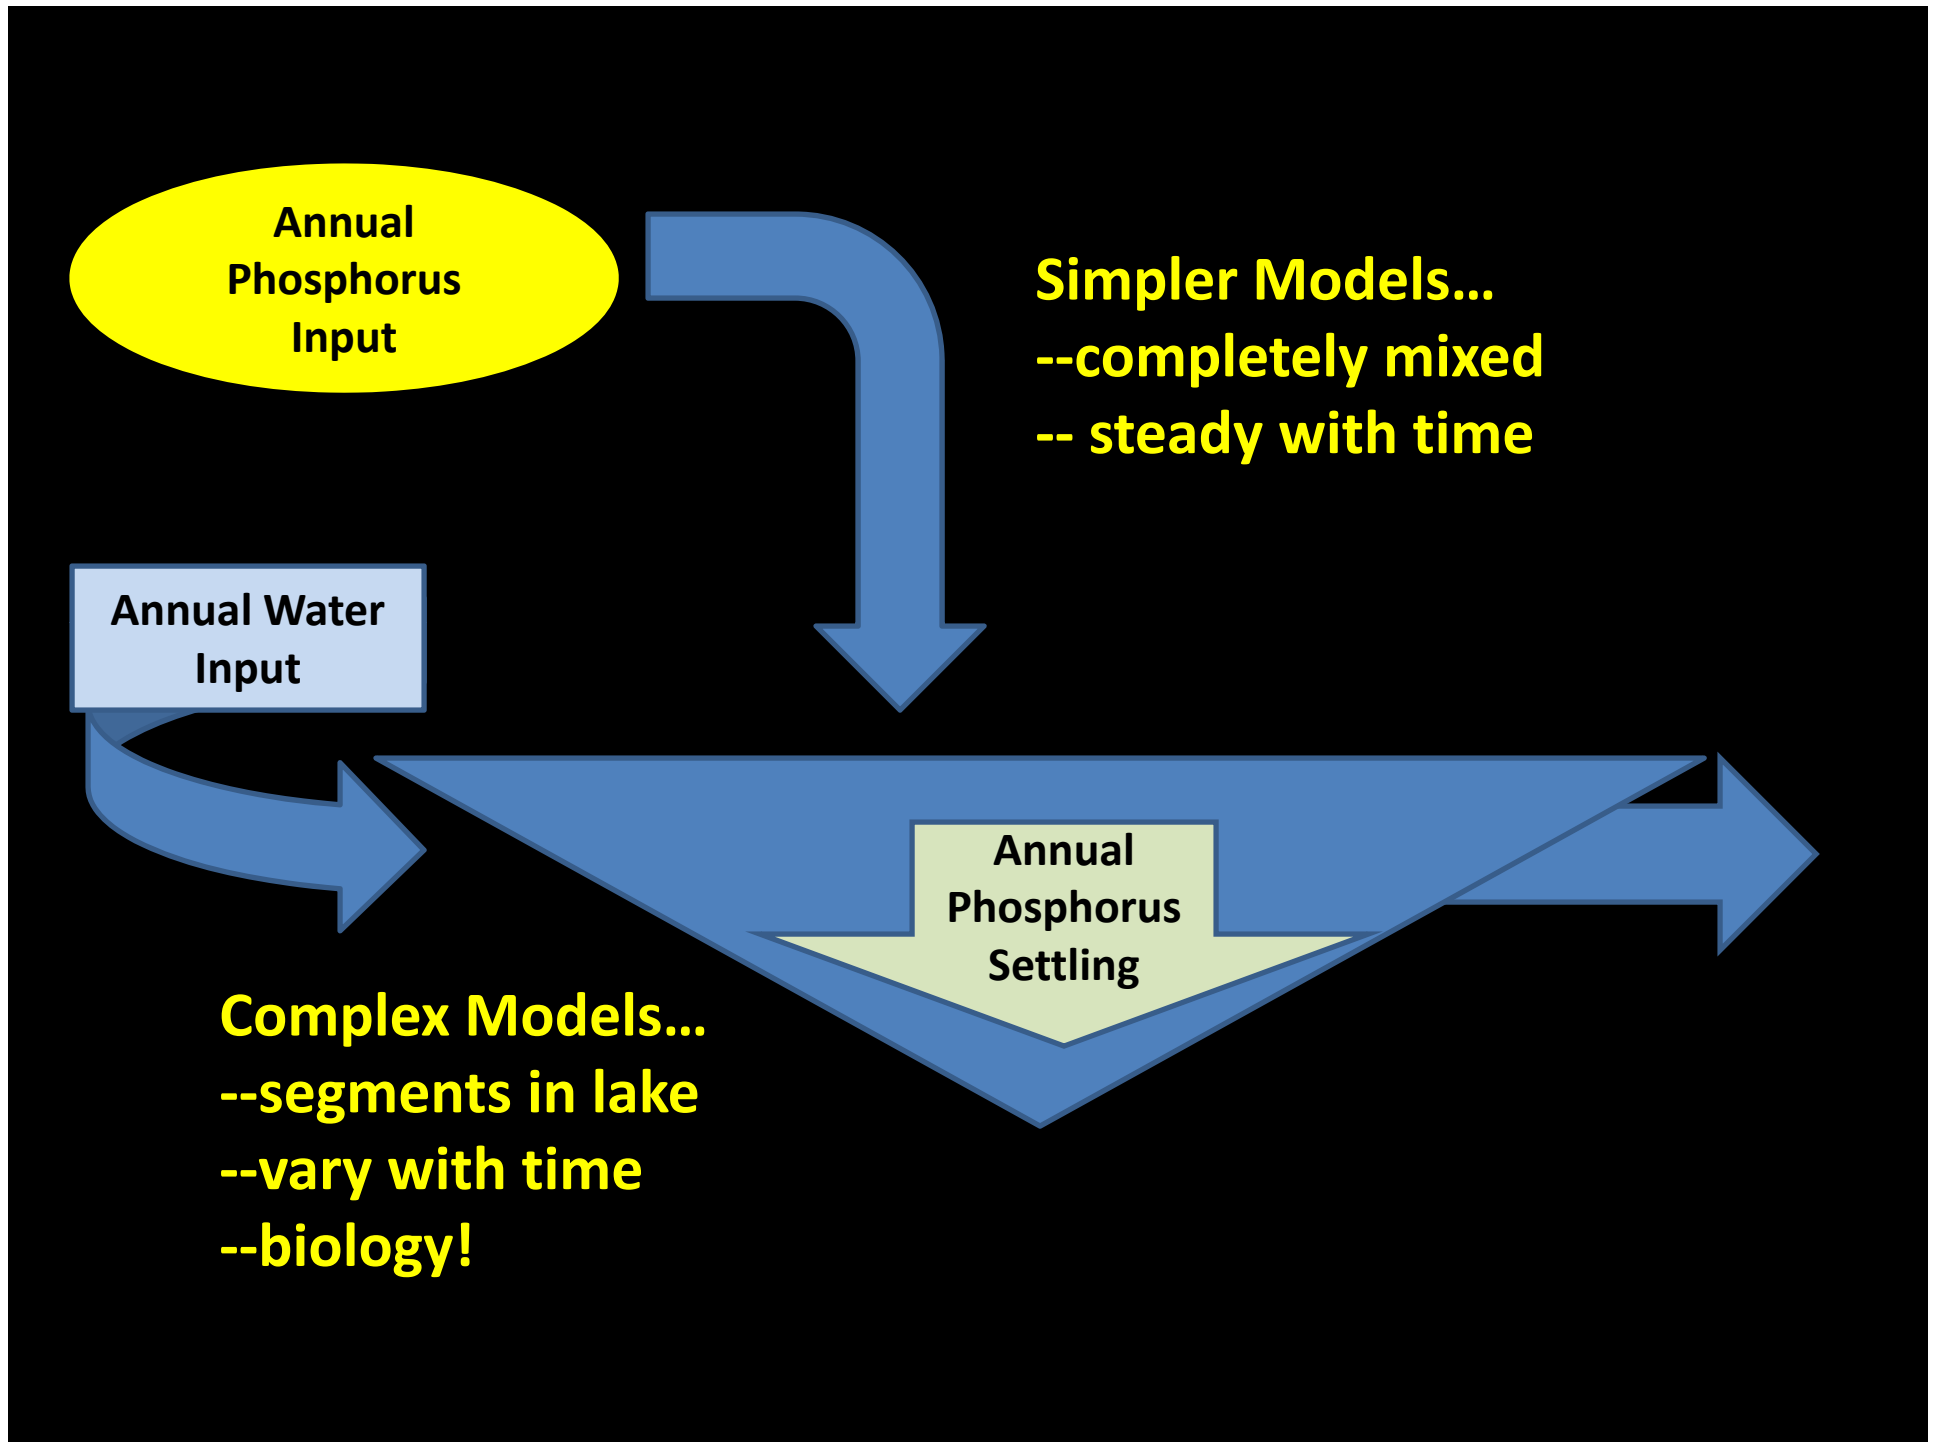 Annual
Phosphorus
Input
Simpler Models…
--completely mixed
-- steady with time
Annual Water
Input
Annual
Phosphorus
Settling
Complex Models…
--segments in lake
--vary with time
--biology!